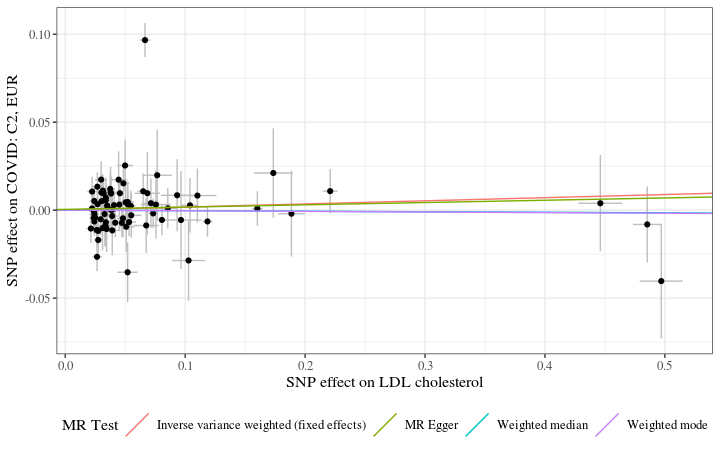 SNP effect on COVID: C2, EUR
0.10
0.05
0.00
-0.05
0.0 0.1 0.2 0.3 0.4 0.5
SNP effect on LDL cholesterol
MR Test Inverse variance weighted (fixed effects) MR Egger Weighted median Weighted mode